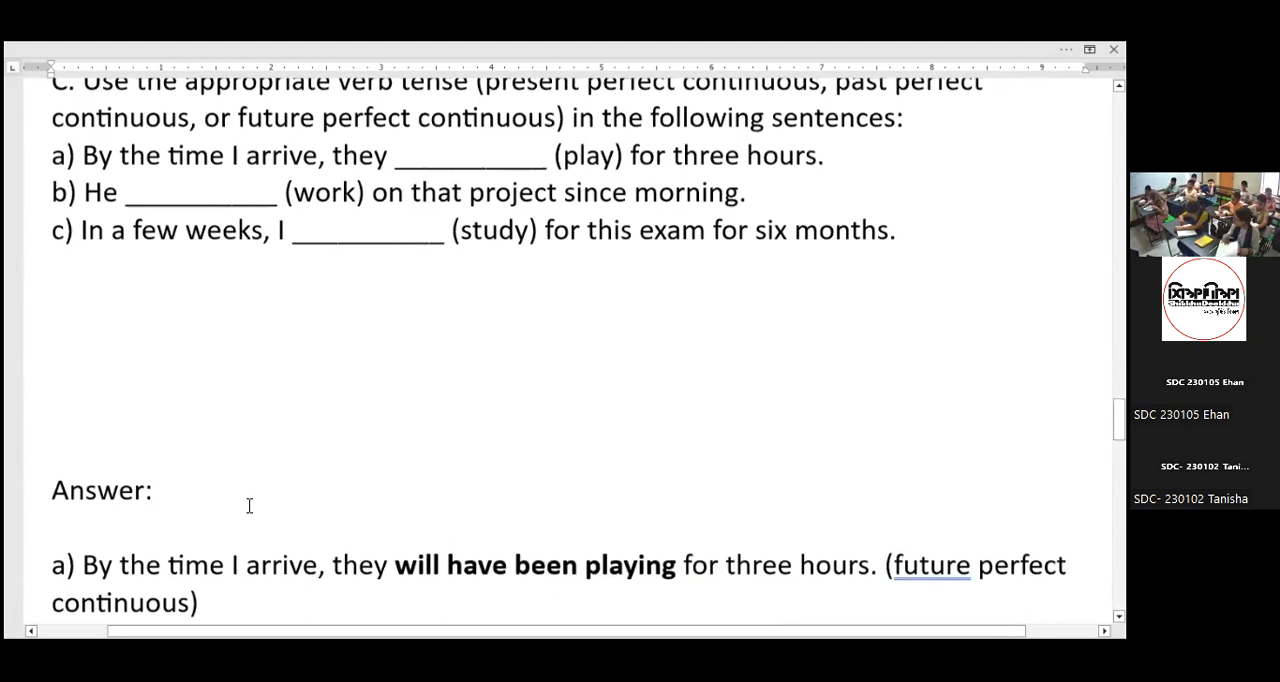 C. Use the appropriate verb tense (present perfect continuous, past perfect
continuous, or future perfect continuous) in the following sentences:
a) By the time I arrive, they ___________ (play) for three hours.
b) He ___________ (work) on that project since morning.
c) In a few weeks, I ___________ (study) for this exam for six months.
Answer:
a) By the time I arrive, they will have been playing for three hours. (future perfect
continuous)
SDC 230105 Ehan
SDC 230105 Ehan
SDC- 230102 Tani...
SDC- 230102 Tanisha